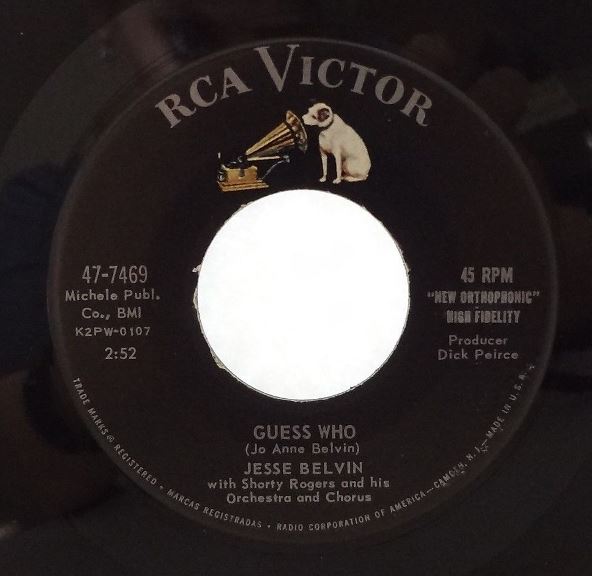 RCA VICTOR
47-7469
Michele Publ.
Co., BMI
K2PW-0107
2:52
45 RPM
"NEW ORTHOPHONIC"
HIGH FIDELITY
Producer
Dick Peirce
GUESS WHO
(Jo Anne Belvin)
JESSE BELVIN
with Shorty Rogers and his
Orchestra and Chorus
TRADE MARKS ® REGISTERED • MARCAS REGISTRADAS • RADIO CORPORATION OF AMERICA—CAMDEN, N.J.—MADE IN U.S.A.